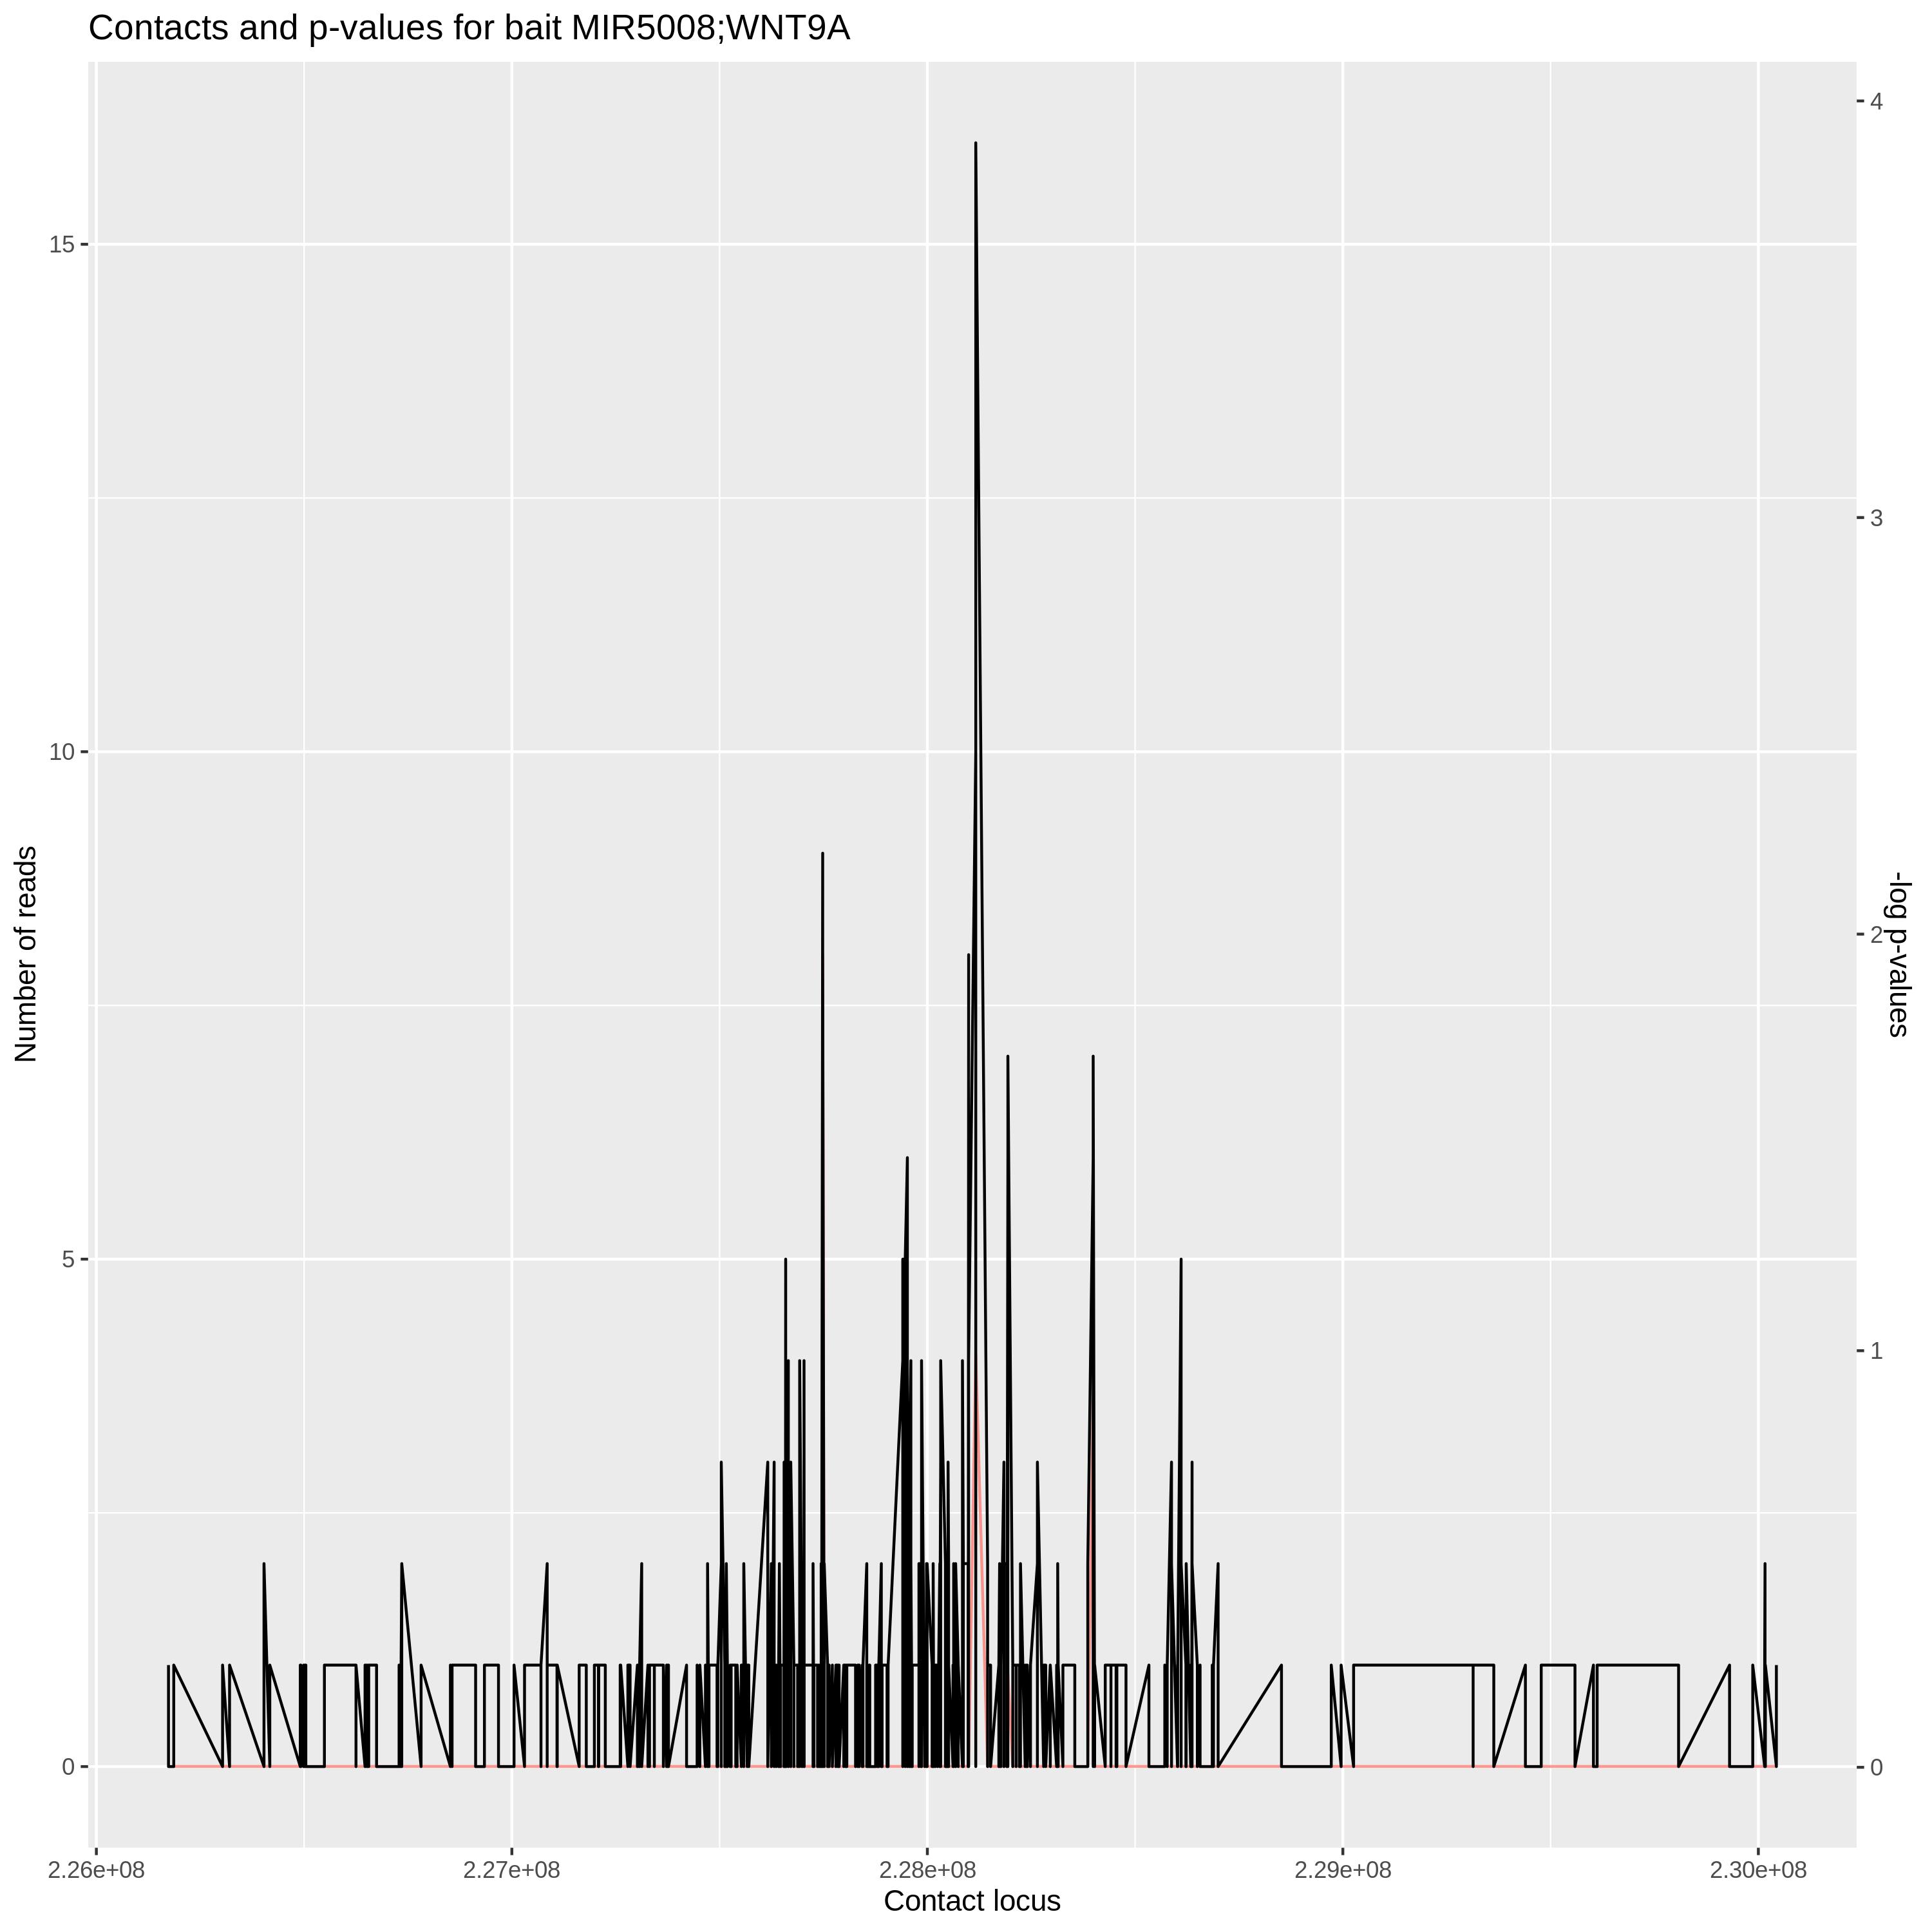 Contacts and p-values for bait MIR5008;WNT9A
4
15
3
10
2
Number of reads
-log p-values
5
1
0
0
2.26e+08
2.27e+08
2.28e+08
2.29e+08
2.30e+08
Contact locus